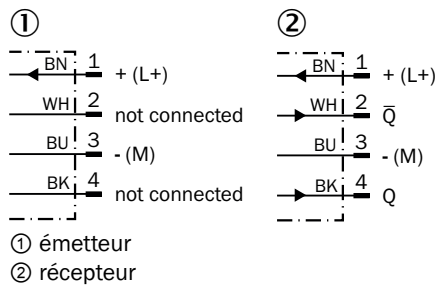 ① ②
BN 1 + (L+)
WH 2 not connected
BU 3 - (M)
BK 4 not connected
BN 1 + (L+)
WH 2 Q̅
BU 3 - (M)
BK 4 Q
① émetteur
② récepteur